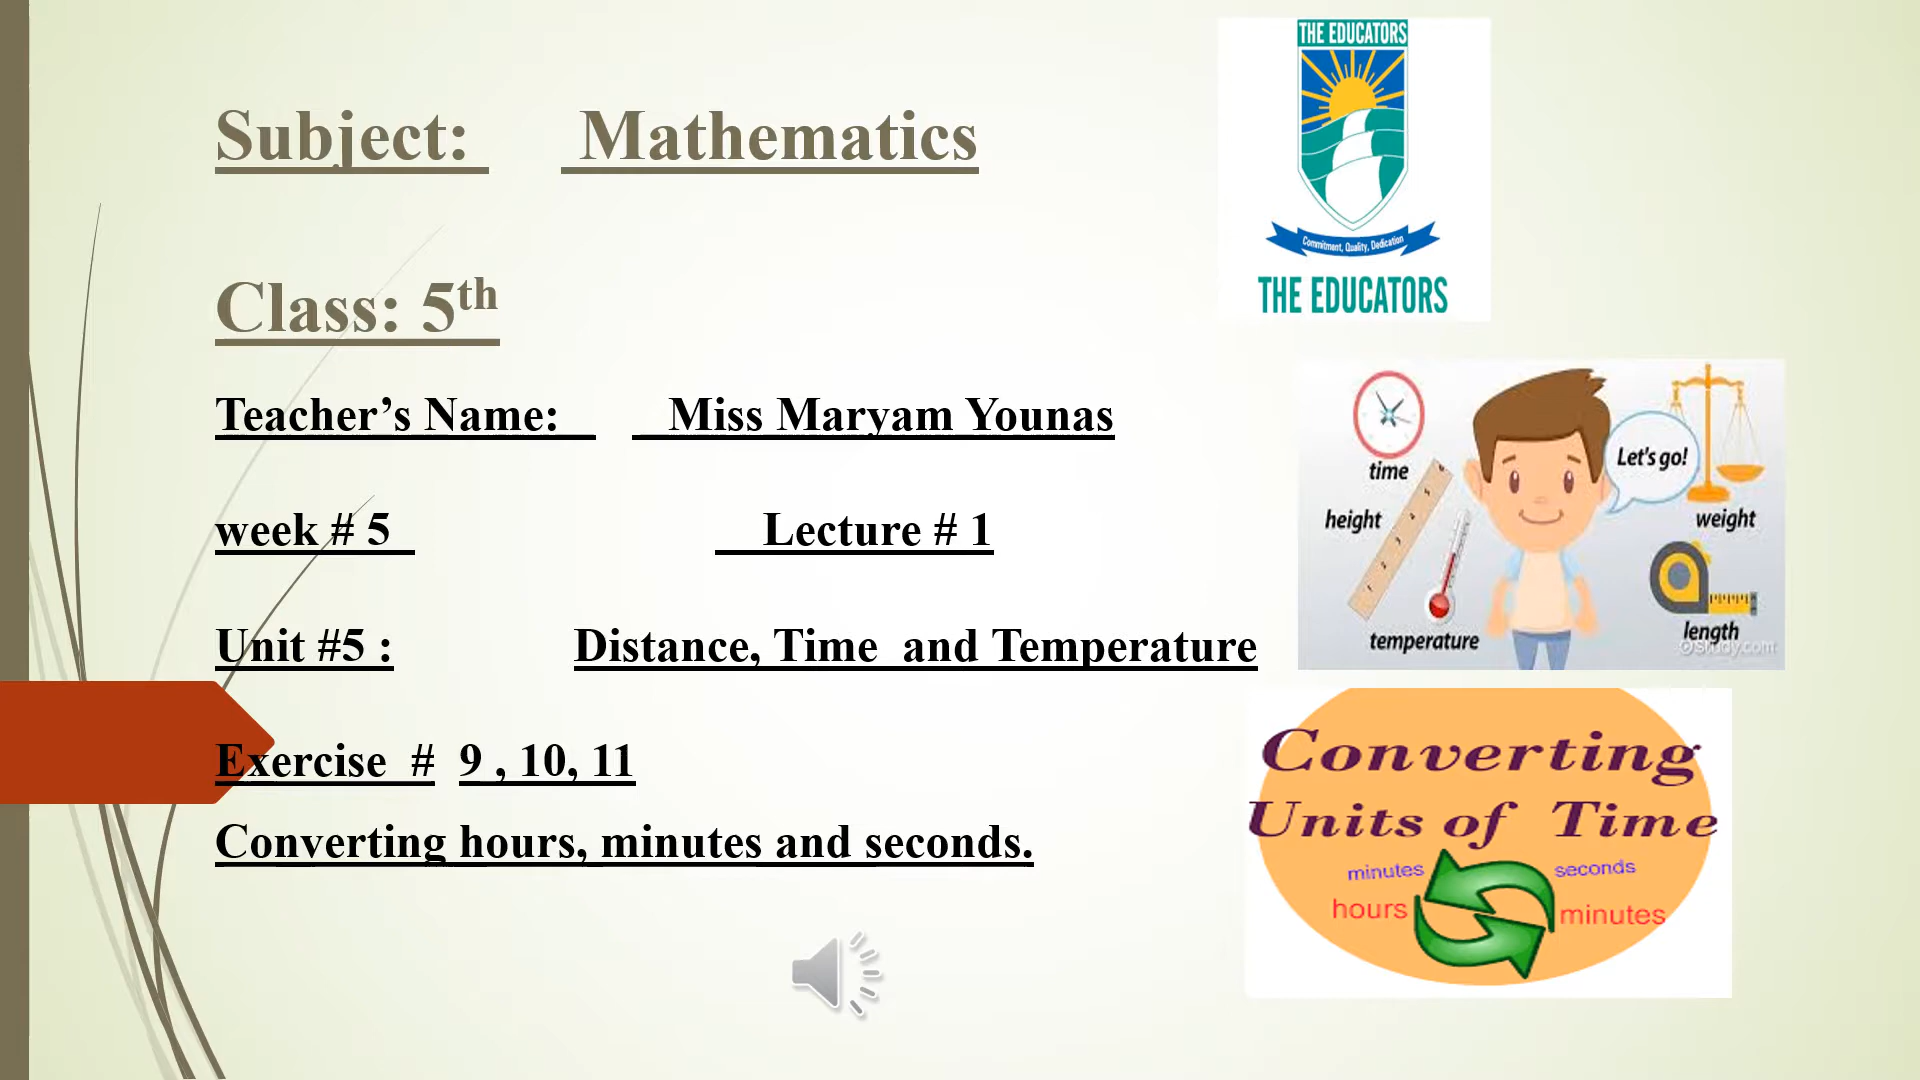 Subject: Mathematics
Class: 5th
Teacher’s Name: Miss Maryam Younas
week # 5 Lecture # 1
Unit #5 : Distance, Time and Temperature
Exercise # 9 , 10, 11
Converting hours, minutes and seconds.
THE EDUCATORS
Commitment, Quality, Dedication
THE EDUCATORS
time
Let's go!
height
weight
temperature
length
Study.com
Converting
Units of Time
minutes seconds
hours minutes